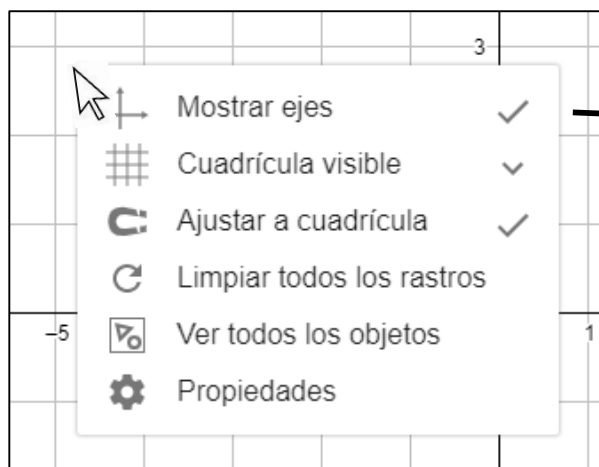 3
Mostrar ejes
Cuadrícula visible
Ajustar a cuadrícula
Limpiar todos los rastros
–5
1
Ver todos los objetos
Propiedades